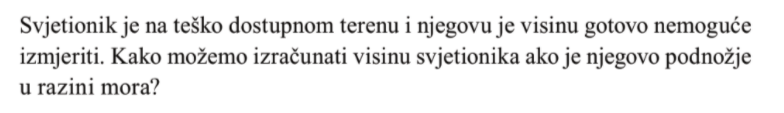 Svjetionik je na teško dostupnom terenu i njegovu je visinu gotovo nemoguće
izmjeriti. Kako možemo izračunati visinu svjetionika ako je njegovo podnožje
u razini mora?